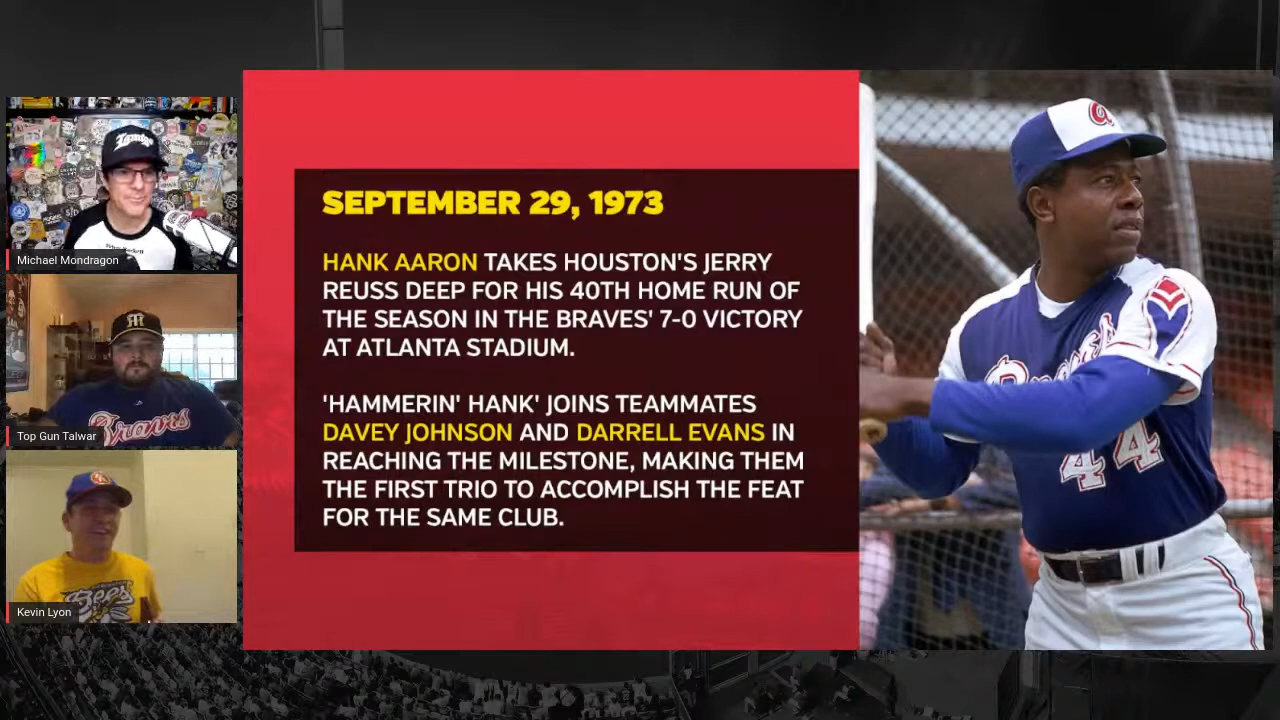 SEPTEMBER 29, 1973
HANK AARON TAKES HOUSTON'S JERRY
REUSS DEEP FOR HIS 40TH HOME RUN OF
THE SEASON IN THE BRAVES' 7-0 VICTORY
AT ATLANTA STADIUM.
'HAMMERIN' HANK' JOINS TEAMMATES
DAVEY JOHNSON AND DARRELL EVANS IN
REACHING THE MILESTONE, MAKING THEM
THE FIRST TRIO TO ACCOMPLISH THE FEAT
FOR THE SAME CLUB.
Michael Mondragon
Braves
Top Gun Talwar
Bees
Kevin Lyon
a
Braves
44